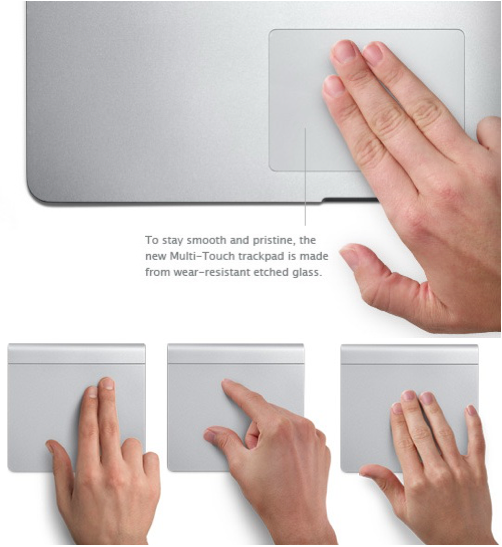 To stay smooth and pristine, the
new Multi-Touch trackpad is made
from wear-resistant etched glass.